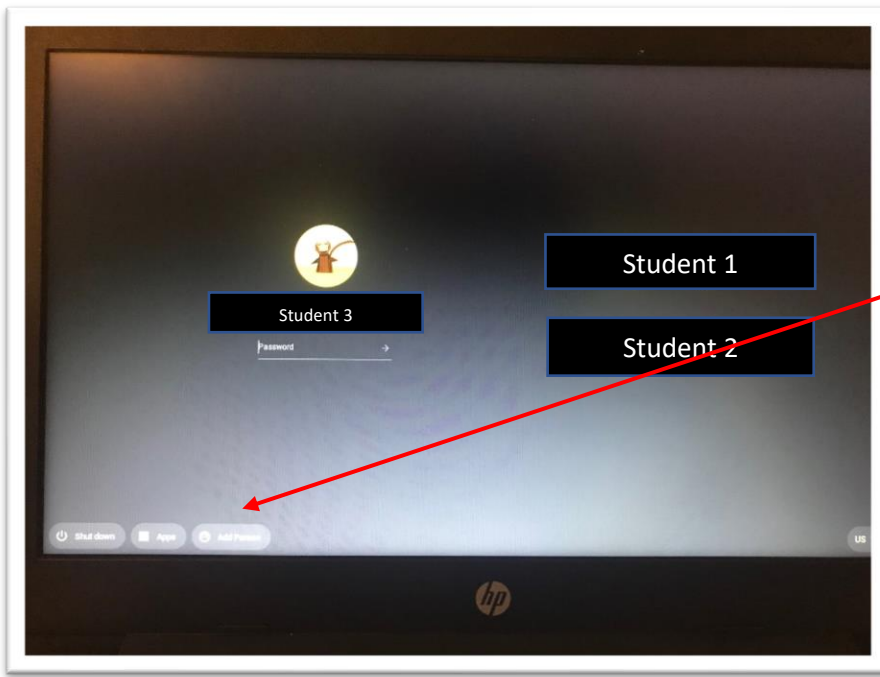 Student 1
Student 3
Student 2
Password
Shut down
Apps
Add Person
US
hp